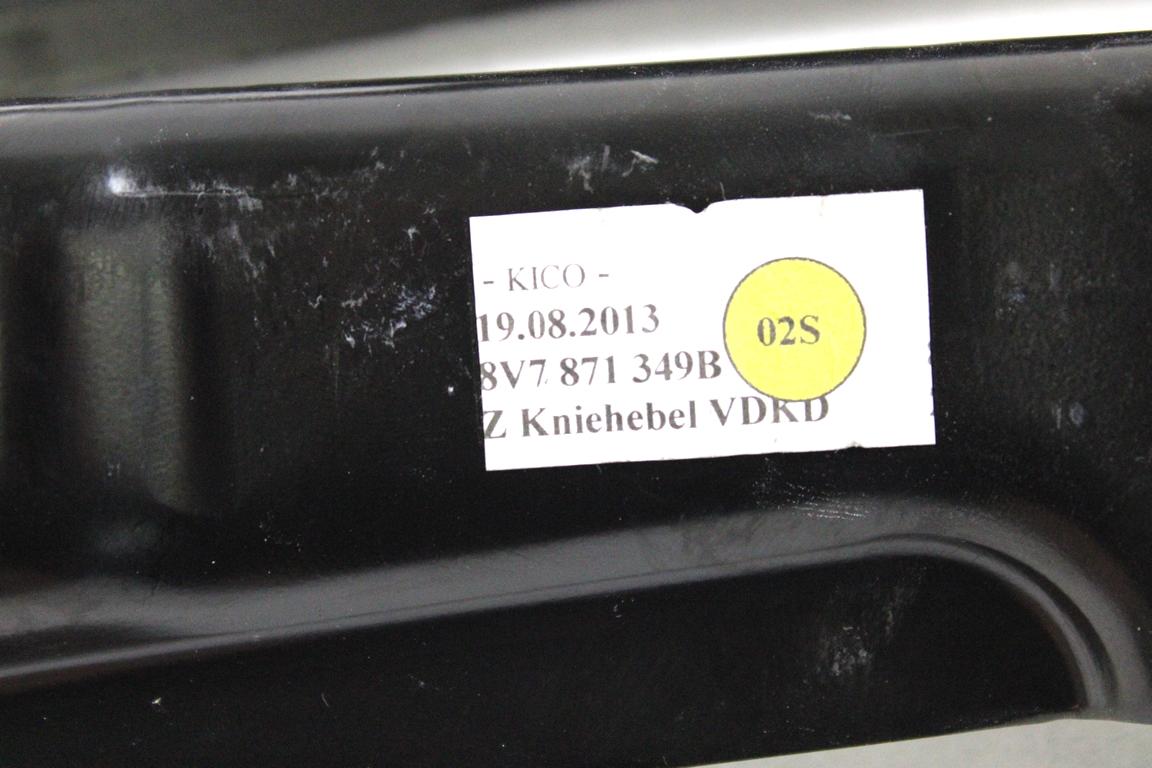 - KICO -
19.08.2013
8V7 871 349B
02S
Z Kniehebel VDKD